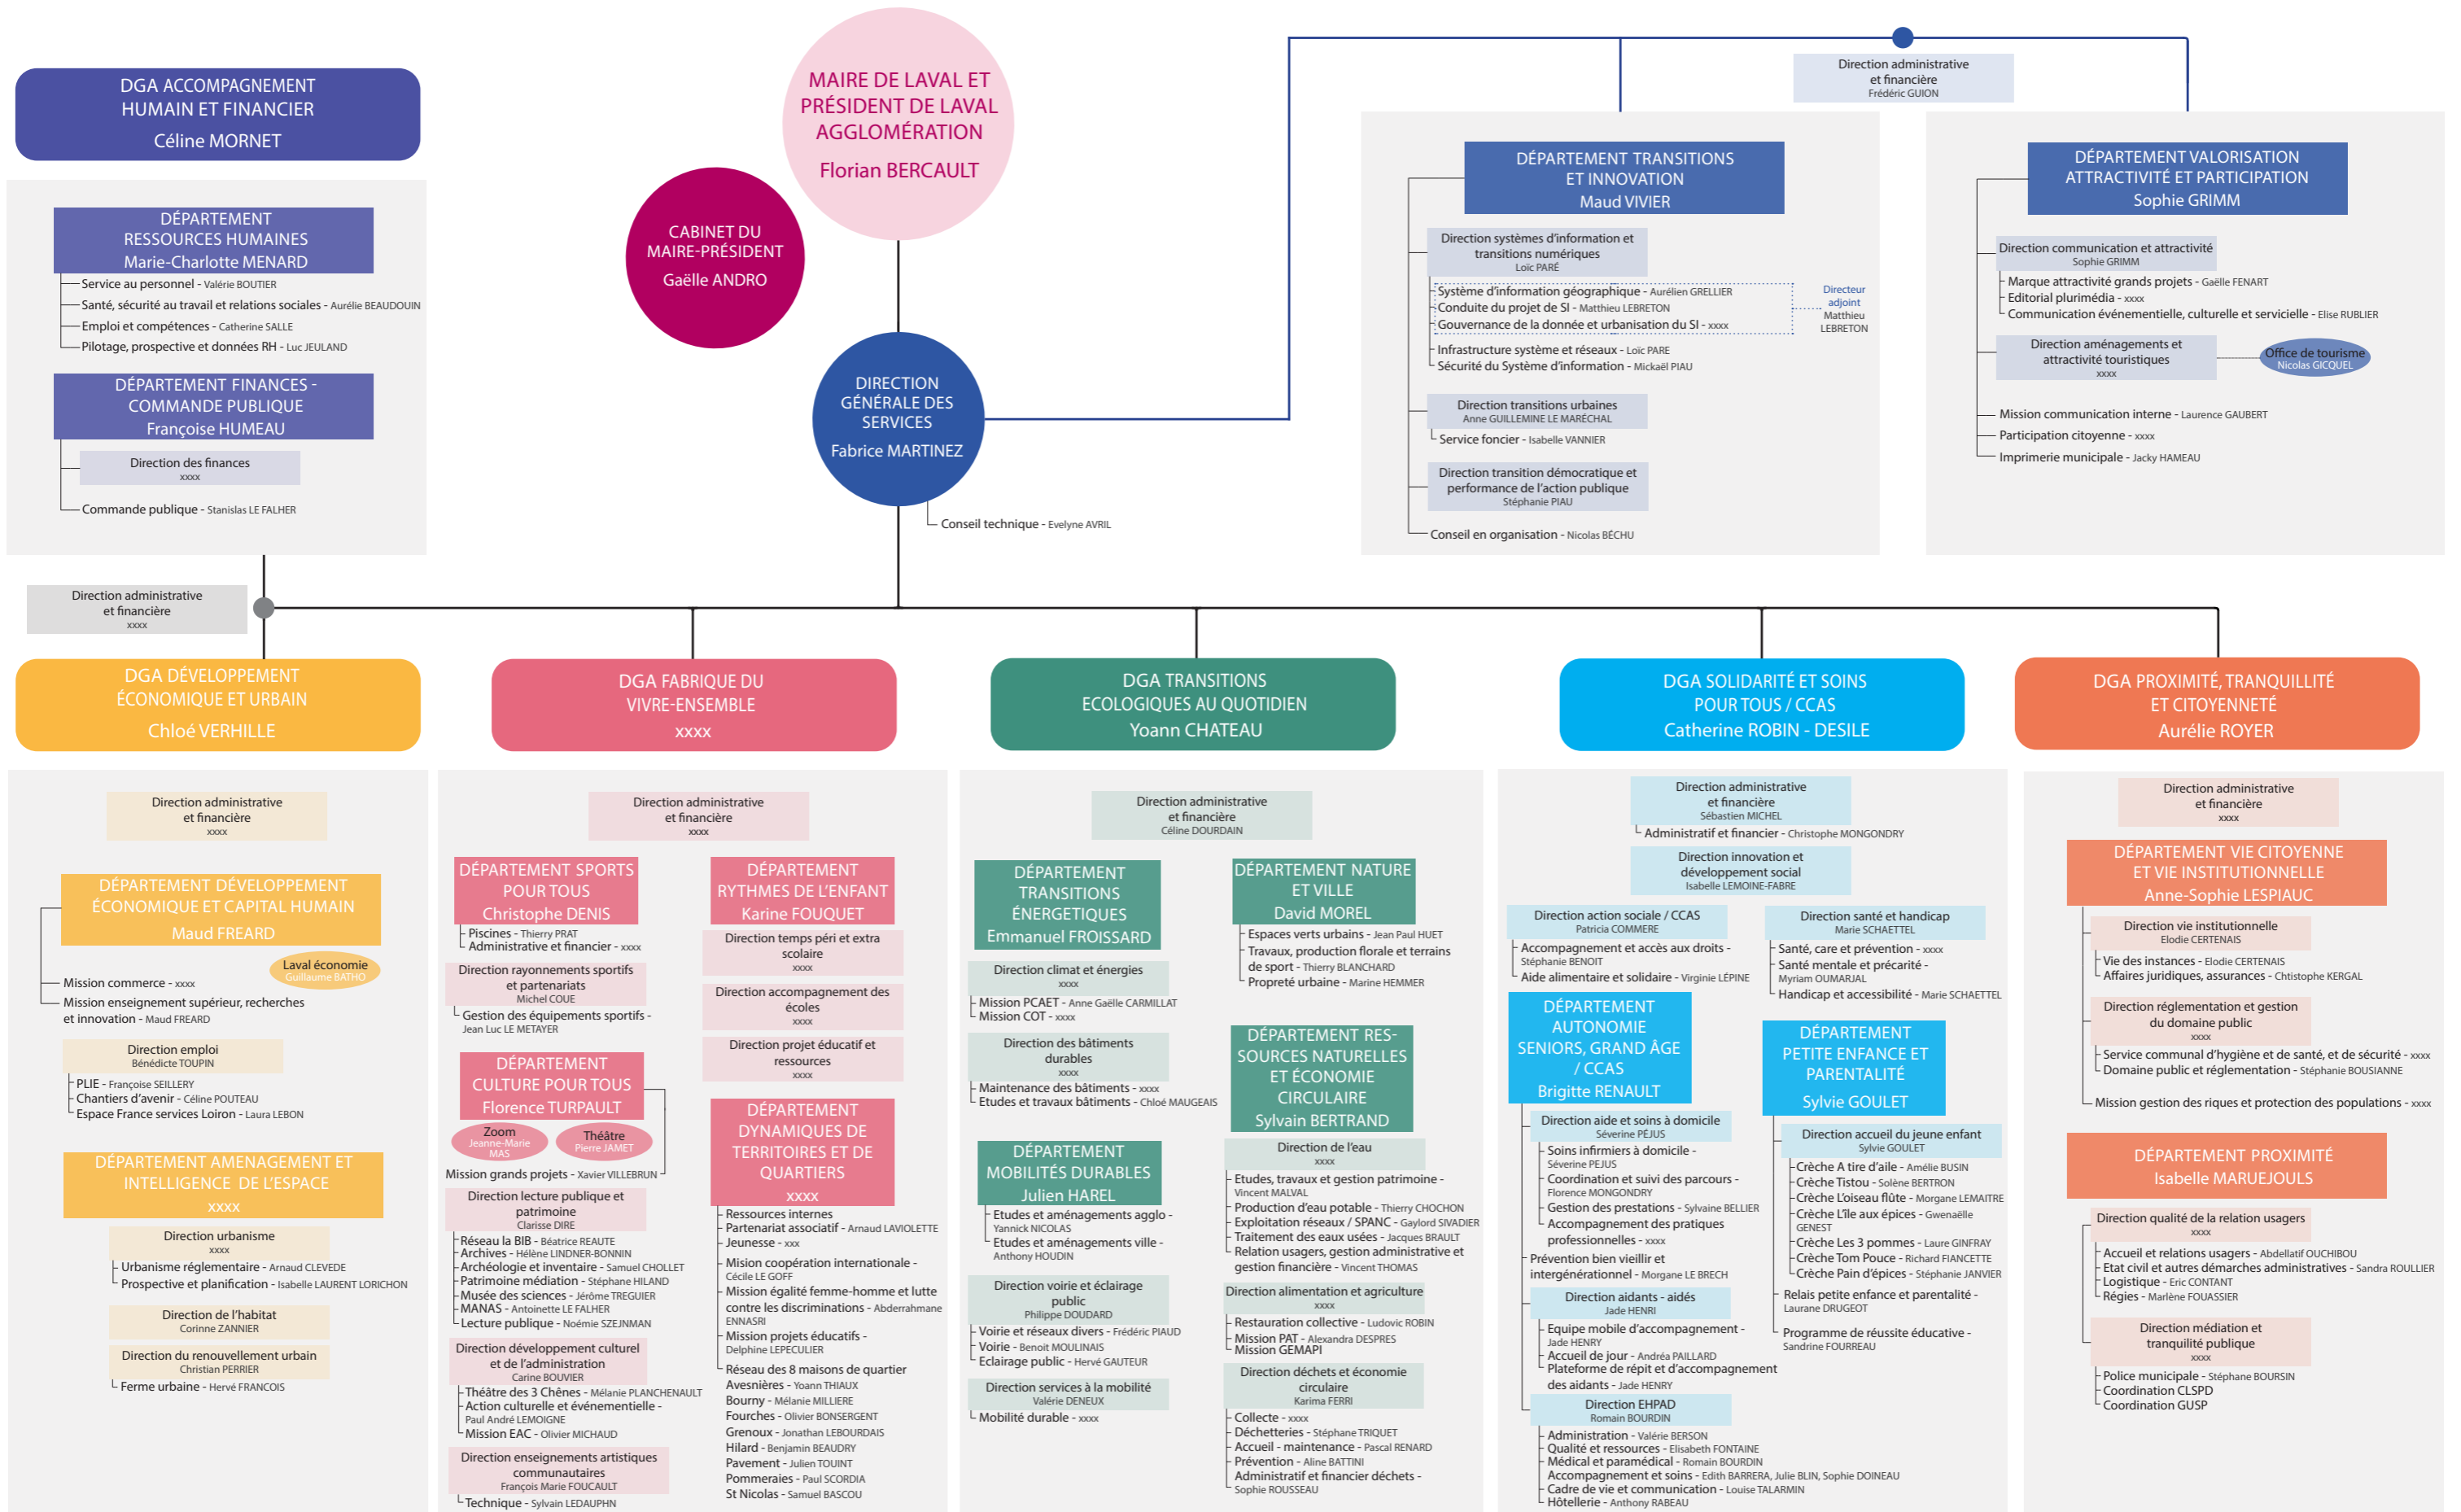 DGA ACCOMPAGNEMENT
HUMAIN ET FINANCIER
Céline MORNET
DÉPARTEMENT
RESSOURCES HUMAINES
Marie-Charlotte MENARD
Service au personnel - Valérie BOUTIER
Santé, sécurité au travail et relations sociales - Aurélie BEAUDOUIN
Emploi et compétences - Catherine SALLE
Pilotage, prospective et données RH - Luc JEULAND
DÉPARTEMENT FINANCES -
COMMANDE PUBLIQUE
Françoise HUMEAU
Direction des finances
xxxx
Commande publique - Stanislas LE FALHER
MAIRE DE LAVAL ET
PRÉSIDENT DE LAVAL
AGGLOMÉRATION
Florian BERCAULT
CABINET DU
MAIRE-PRÉSIDENT
Gaëlle ANDRO
DIRECTION
GÉNÉRALE DES
SERVICES
Fabrice MARTINEZ
Conseil technique - Evelyne AVRIL
Direction administrative
et financière
Frédéric GUION
DÉPARTEMENT TRANSITIONS
ET INNOVATION
Maud VIVIER
Direction systèmes d'information et
transitions numériques
Loïc PARÉ
Système d'information géographique - Aurélien GRELLIER
Conduite du projet de SI - Matthieu LEBRETON
Gouvernance de la donnée et urbanisation du SI - xxxx
Directeur
adjoint
Matthieu
LEBRETON
Infrastructure système et réseaux - Loïc PARE
Sécurité du Système d'information - Mickaël PIAU
Direction transitions urbaines
Anne GUILLEMINE LE MARÉCHAL
Service foncier - Isabelle VANNIER
Direction transition démocratique et
performance de l'action publique
Stéphanie PIAU
Conseil en organisation - Nicolas BÉCHU
DÉPARTEMENT VALORISATION
ATTRACTIVITÉ ET PARTICIPATION
Sophie GRIMM
Direction communication et attractivité
Sophie GRIMM
Marque attractivité grands projets - Gaëlle FENART
Editorial plurimédia - xxxx
Communication événementielle, culturelle et servicielle - Elise RUBLIER
Direction aménagements et
attractivité touristiques
xxxx
Office de tourisme
Nicolas GICQUEL
Mission communication interne - Laurence GAUBERT
Participation citoyenne - xxxx
Imprimerie municipale - Jacky HAMEAU
Direction administrative
et financière
xxxx
DGA DÉVELOPPEMENT
ÉCONOMIQUE ET URBAIN
Chloé VERHILLE
Direction administrative
et financière
xxxx
DÉPARTEMENT DÉVELOPPEMENT
ÉCONOMIQUE ET CAPITAL HUMAIN
Maud FREARD
Laval économie
Guillaume BATHO
Mission commerce - xxxx
Mission enseignement supérieur, recherches
et innovation - Maud FREARD
Direction emploi
Bénédicte TOUPIN
PLIE - Françoise SEILLERY
Chantiers d'avenir - Céline POUTEAU
Espace France services Loiron - Laura LEBON
DÉPARTEMENT AMENAGEMENT ET
INTELLIGENCE DE L'ESPACE
xxxx
Direction urbanisme
xxxx
Urbanisme réglementaire - Arnaud CLEVEDE
Prospective et planification - Isabelle LAURENT LORICHON
Direction de l'habitat
Corinne ZANNIER
Direction du renouvellement urbain
Christian PERRIER
Ferme urbaine - Hervé FRANCOIS
DGA FABRIQUE DU
VIVRE-ENSEMBLE
xxxx
Direction administrative
et financière
xxxx
DÉPARTEMENT SPORTS
POUR TOUS
Christophe DENIS
Piscines - Thierry PRAT
Administrative et financier - xxxx
Direction rayonnements sportifs
et partenariats
Michel COUE
Gestion des équipements sportifs -
Jean Luc LE METAYER
DÉPARTEMENT
CULTURE POUR TOUS
Florence TURPAULT
Zoom
Jeanne-Marie
MAS
Théâtre
Pierre JAMET
Mission grands projets - Xavier VILLEBRUN
Direction lecture publique et
patrimoine
Clarisse DIRE
Réseau la BIB - Béatrice REAUTE
Archives - Hélène LINDNER-BONNIN
Archéologie et inventaire - Samuel CHOLLET
Patrimoine médiation - Stéphane HILAND
Musée des sciences - Jérôme TREGUIER
MANAS - Antoinette LE FALHER
Lecture publique - Noémie SZEJNMAN
Direction développement culturel
et de l'administration
Carine BOUVIER
Théâtre des 3 Chênes - Mélanie PLANCHENAULT
Action culturelle et événementielle -
Paul André LEMOIGNE
Mission EAC - Olivier MICHAUD
Direction enseignements artistiques
communautaires
François Marie FOUCAULT
Technique - Sylvain LEDAUPHN
DÉPARTEMENT
RYTHMES DE L'ENFANT
Karine FOUQUET
Direction temps péri et extra
scolaire
xxxx
Direction accompagnement des
écoles
xxxx
Direction projet éducatif et
ressources
xxxx
DÉPARTEMENT
DYNAMIQUES DE
TERRITOIRES ET DE
QUARTIERS
xxxx
Ressources internes
Partenariat associatif - Arnaud LAVIOLETTE
Jeunesse - xxx
Mision coopération internationale -
Cécile LE GOFF
Mission égalité femme-homme et lutte
contre les discriminations - Abderrahmane
ENNASRI
Mission projets éducatifs -
Delphine LEPECULIER
Réseau des 8 maisons de quartier
Avesnières - Yoann THIAUX
Bourny - Mélanie MILLIERE
Fourches - Olivier BONSERGENT
Grenoux - Jonathan LEBOURDAIS
Hilard - Benjamin BEAUDRY
Pavement - Julien TOUINT
Pommeraies - Paul SCORDIA
St Nicolas - Samuel BASCOU
DGA TRANSITIONS
ECOLOGIQUES AU QUOTIDIEN
Yoann CHATEAU
Direction administrative
et financière
Céline DOURDAIN
DÉPARTEMENT
TRANSITIONS
ÉNERGETIQUES
Emmanuel FROISSARD
Direction climat et énergies
xxxx
Mission PCAET - Anne Gaëlle CARMILLAT
Mission COT - xxxx
Direction des bâtiments
durables
xxxx
Maintenance des bâtiments - xxxx
Etudes et travaux bâtiments - Chloé MAUGEAIS
DÉPARTEMENT
MOBILITÉS DURABLES
Julien HAREL
Etudes et aménagements agglo -
Yannick NICOLAS
Etudes et aménagements ville -
Anthony HOUDIN
Direction voirie et éclairage
public
Philippe DOUDARD
Voirie et réseaux divers - Frédéric PIAUD
Voirie - Benoit MOULINAIS
Eclairage public - Hervé GAUTEUR
Direction services à la mobilité
Valérie DENEUX
Mobilité durable - xxxx
DÉPARTEMENT NATURE
ET VILLE
David MOREL
Espaces verts urbains - Jean Paul HUET
Travaux, production florale et terrains
de sport - Thierry BLANCHARD
Propreté urbaine - Marine HEMMER
DÉPARTEMENT RES-
SOURCES NATURELLES
ET ÉCONOMIE
CIRCULAIRE
Sylvain BERTRAND
Direction de l'eau
xxxx
Etudes, travaux et gestion patrimoine -
Vincent MALVAL
Production d'eau potable - Thierry CHOCHON
Exploitation réseaux / SPANC - Gaylord SIVADIER
Traitement des eaux usées - Jacques BRAULT
Relation usagers, gestion administrative et
gestion financière - Vincent THOMAS
Direction alimentation et agriculture
xxxx
Restauration collective - Ludovic ROBIN
Mission PAT - Alexandra DESPRES
Mission GEMAPI
Direction déchets et économie
circulaire
Karima FERRI
Collecte - xxxx
Déchetteries - Stéphane TRIQUET
Accueil - maintenance - Pascal RENARD
Prévention - Aline BATTINI
Administratif et financier déchets -
Sophie ROUSSEAU
DGA SOLIDARITÉ ET SOINS
POUR TOUS / CCAS
Catherine ROBIN - DESILE
Direction administrative
et financière
Sébastien MICHEL
Administratif et financier - Christophe MONGONDRY
Direction innovation et
développement social
Isabelle LEMOINE-FABRE
Direction action sociale / CCAS
Patricia COMMERE
Accompagnement et accès aux droits -
Stéphanie BENOIT
Aide alimentaire et solidaire - Virginie LÉPINE
DÉPARTEMENT
AUTONOMIE
SENIORS, GRAND ÂGE
/ CCAS
Brigitte RENAULT
Direction aide et soins à domicile
Séverine PÉJUS
Soins infirmiers à domicile -
Séverine PEJUS
Coordination et suivi des parcours -
Florence MONGONDRY
Gestion des prestations - Sylvaine BELLIER
Accompagnement des pratiques
professionnelles - xxxx
Prévention bien vieillir et
intergénérationnel - Morgane LE BRECH
Direction aidants - aidés
Jade HENRI
Equipe mobile d'accompagnement -
Jade HENRY
Accueil de jour - Andréa PAILLARD
Plateforme de répit et d'accompagnement
des aidants - Jade HENRY
Direction EHPAD
Romain BOURDIN
Administration - Valérie BERSON
Qualité et ressources - Elisabeth FONTAINE
Médical et paramédical - Romain BOURDIN
Accompagnement et soins - Edith BARRERA, Julie BLIN, Sophie DOINEAU
Cadre de vie et communication - Louise TALARMIN
Hôtellerie - Anthony RABEAU
Direction santé et handicap
Marie SCHAETTEL
Santé, care et prévention - xxxx
Santé mentale et précarité -
Myriam OUMARJAL
Handicap et accessibilité - Marie SCHAETTEL
DÉPARTEMENT
PETITE ENFANCE ET
PARENTALITÉ
Sylvie GOULET
Direction accueil du jeune enfant
Sylvie GOULET
Crèche A tire d'aile - Amélie BUSIN
Crèche Tistou - Solène BERTRON
Crèche L'oiseau flûte - Morgane LEMAITRE
Crèche L'île aux épices - Gwenaëlle
GENEST
Crèche Les 3 pommes - Laure GINFRAY
Crèche Tom Pouce - Richard FIANCETTE
Crèche Pain d'épices - Stéphanie JANVIER
Relais petite enfance et parentalité -
Laurane DRUGEOT
Programme de réussite éducative -
Sandrine FOURREAU
DGA PROXIMITÉ, TRANQUILLITÉ
ET CITOYENNETÉ
Aurélie ROYER
Direction administrative
et financière
xxxx
DÉPARTEMENT VIE CITOYENNE
ET VIE INSTITUTIONNELLE
Anne-Sophie LESPIAUC
Direction vie institutionnelle
Elodie CERTENAIS
Vie des instances - Elodie CERTENAIS
Affaires juridiques, assurances - Chtistophe KERGAL
Direction réglementation et gestion
du domaine public
xxxx
Service communal d'hygiène et de santé, et de sécurité - xxxx
Domaine public et réglementation - Stéphanie BOUSIANNE
Mission gestion des riques et protection des populations - xxxx
DÉPARTEMENT PROXIMITÉ
Isabelle MARUEJOULS
Direction qualité de la relation usagers
xxxx
Accueil et relations usagers - Abdellatif OUCHIBOU
Etat civil et autres démarches administratives - Sandra ROULLIER
Logistique - Eric CONTANT
Régies - Marlène FOUASSIER
Direction médiation et
tranquilité publique
xxxx
Police municipale - Stéphane BOURSIN
Coordination CLSPD
Coordination GUSP